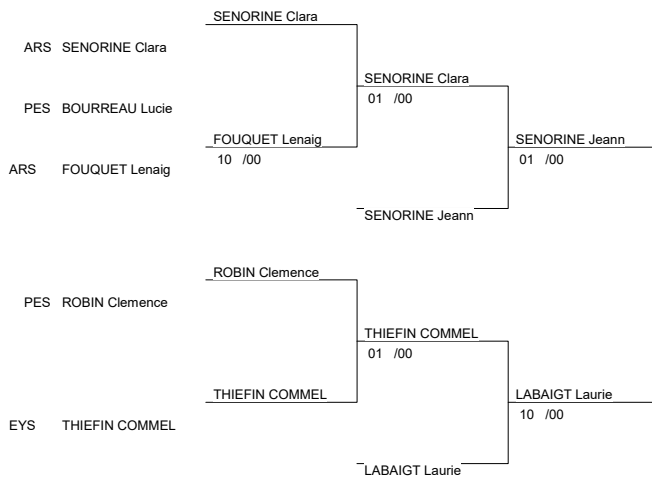 SENORINE Clara
ARS SENORINE Clara
SENORINE Clara
01 /00
PES BOURREAU Lucie
FOUQUET Lenaig
10 /00
SENORINE Jeann
01 /00
ARS FOUQUET Lenaig
SENORINE Jeann
ROBIN Clemence
PES ROBIN Clemence
THIEFIN COMMEL
01 /00
THIEFIN COMMEL
LABAIGT Laurie
10 /00
EYS THIEFIN COMMEL
LABAIGT Laurie